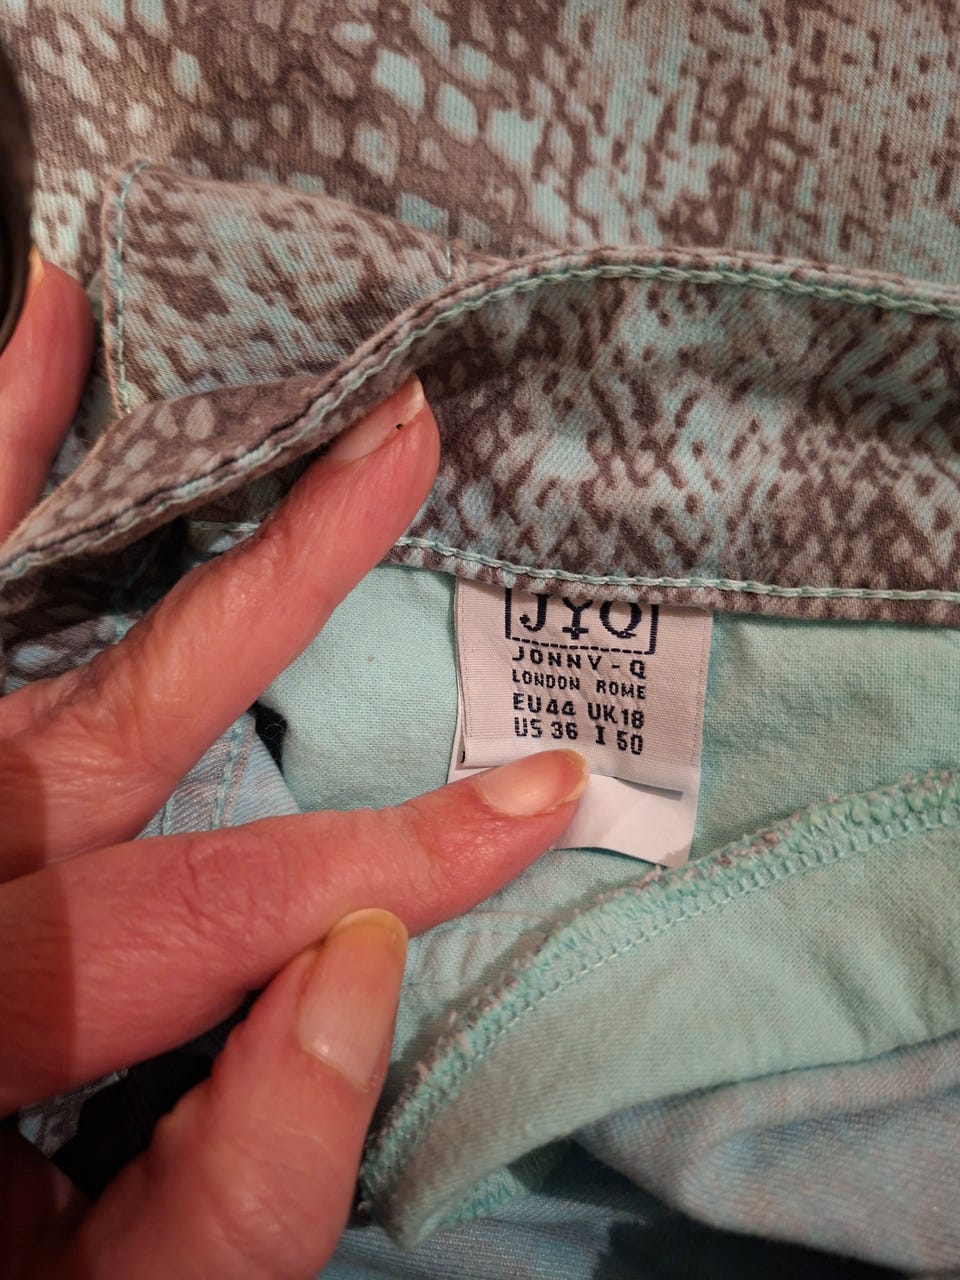 JYQ
JONNY-Q
LONDON ROME
EU44 UK18
US 36 I 50